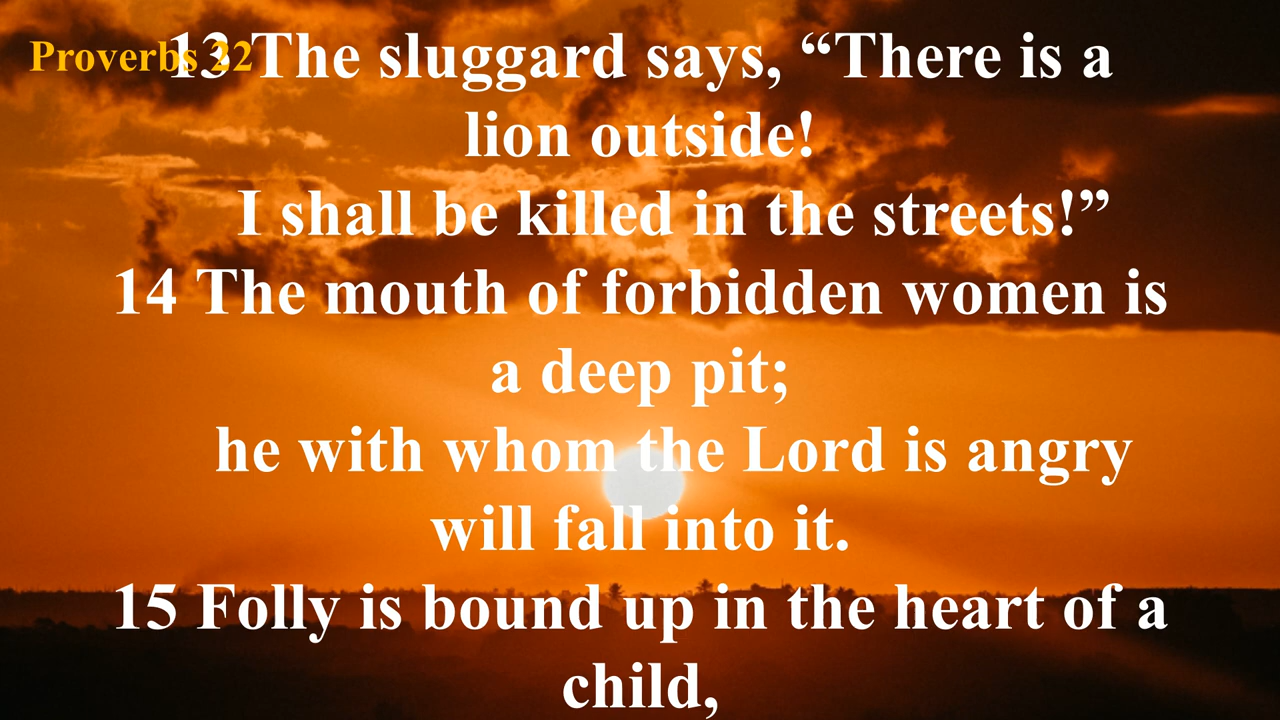 Proverbs 22
13 The sluggard says, “There is a
lion outside!
I shall be killed in the streets!”
14 The mouth of forbidden women is
a deep pit;
he with whom the Lord is angry
will fall into it.
15 Folly is bound up in the heart of a
child,